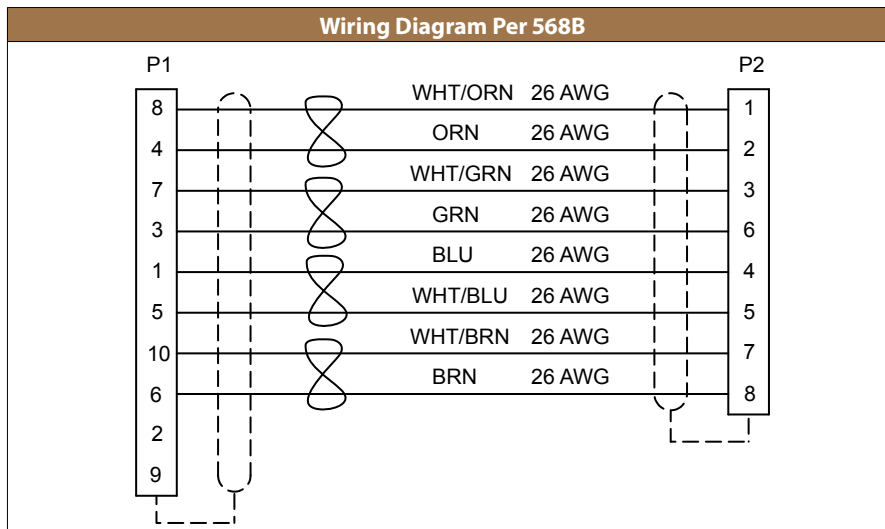 Wiring Diagram Per 568B
P1 P2
8 WHT/ORN 26 AWG 1
4 ORN 26 AWG 2
7 WHT/GRN 26 AWG 3
3 GRN 26 AWG 6
1 BLU 26 AWG 4
5 WHT/BLU 26 AWG 5
10 WHT/BRN 26 AWG 7
6 BRN 26 AWG 8
2
9